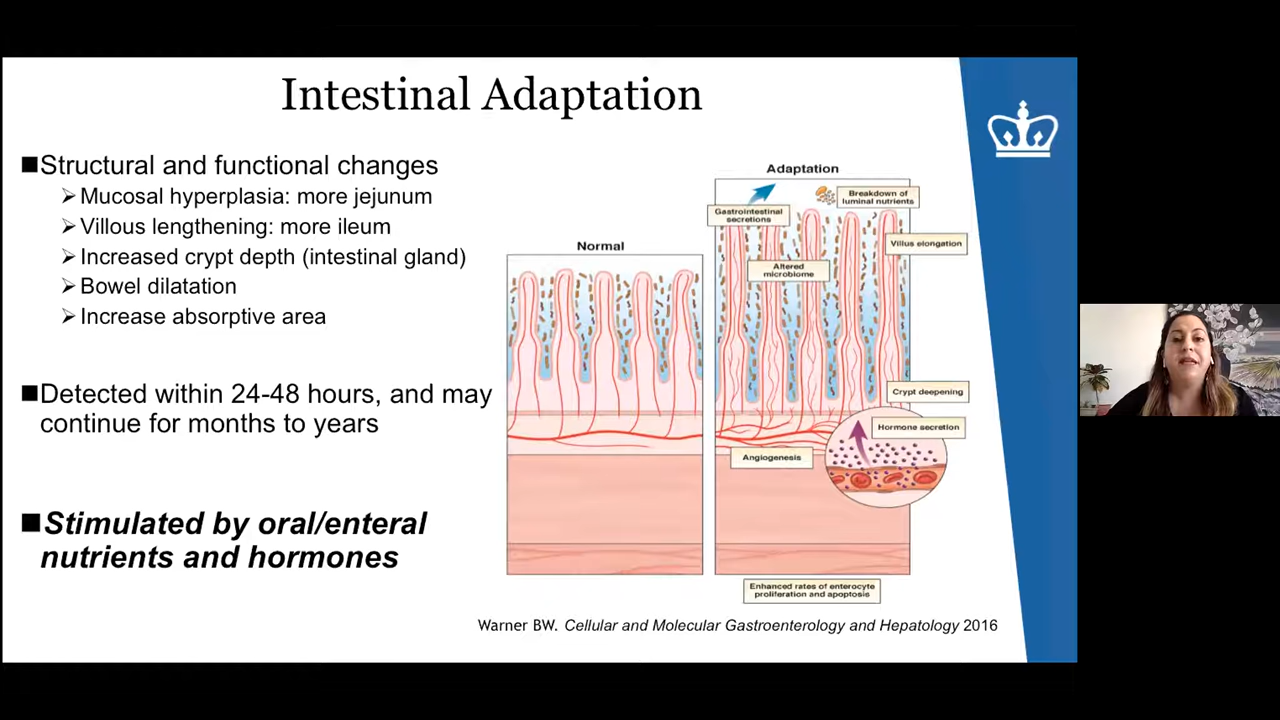 Intestinal Adaptation
■Structural and functional changes
➢Mucosal hyperplasia: more jejunum
➢Villous lengthening: more ileum
➢Increased crypt depth (intestinal gland)
➢Bowel dilatation
➢Increase absorptive area
■Detected within 24-48 hours, and may
continue for months to years
■Stimulated by oral/enteral
nutrients and hormones
Normal
Adaptation
Gastrointestinal
secretions
Breakdown of
luminal nutrients
Villus elongation
Altered
microbiome
Crypt deepening
Hormone secretion
Angiogenesis
Enhanced rates of enterocyte
proliferation and apoptosis
Warner BW. Cellular and Molecular Gastroenterology and Hepatology 2016